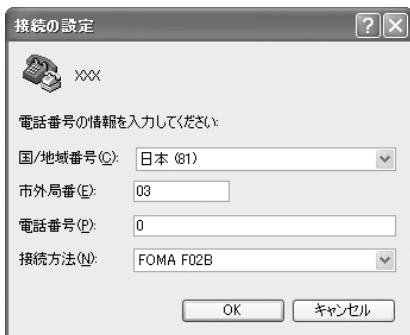 接続の設定
XXX
電話番号の情報を入力してください:
国/地域番号(C): 日本 (81)
市外局番(E): 03
電話番号(P): 0
接続方法(N): FOMA F02B
OK キャンセル